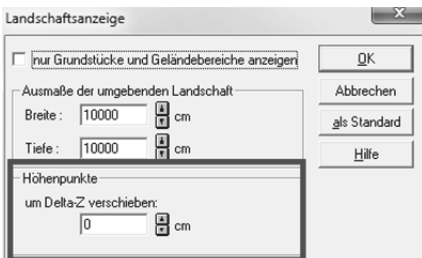 Landschaftsanzeige
nur Grundstücke und Geländebereiche anzeigen
Ausmaße der umgebenden Landschaft
Breite : 10000 cm
Tiefe : 10000 cm
Höhenpunkte
um Delta-Z verschieben:
0 cm
OK
Abbrechen
als Standard
Hilfe